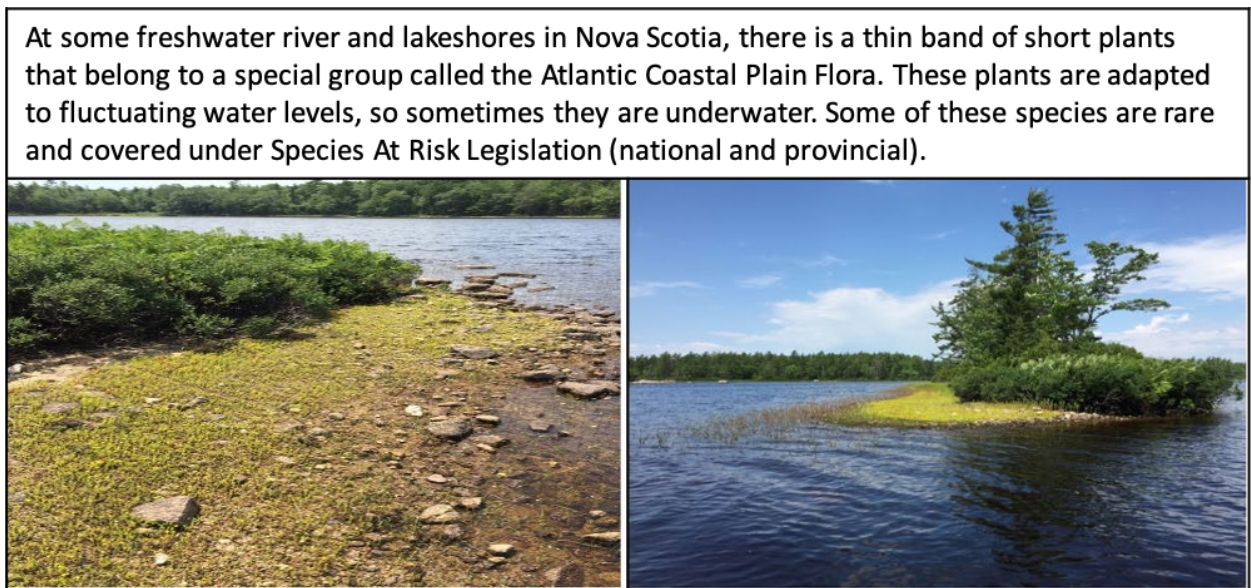 At some freshwater river and lakeshores in Nova Scotia, there is a thin band of short plants
that belong to a special group called the Atlantic Coastal Plain Flora. These plants are adapted
to fluctuating water levels, so sometimes they are underwater. Some of these species are rare
and covered under Species At Risk Legislation (national and provincial).